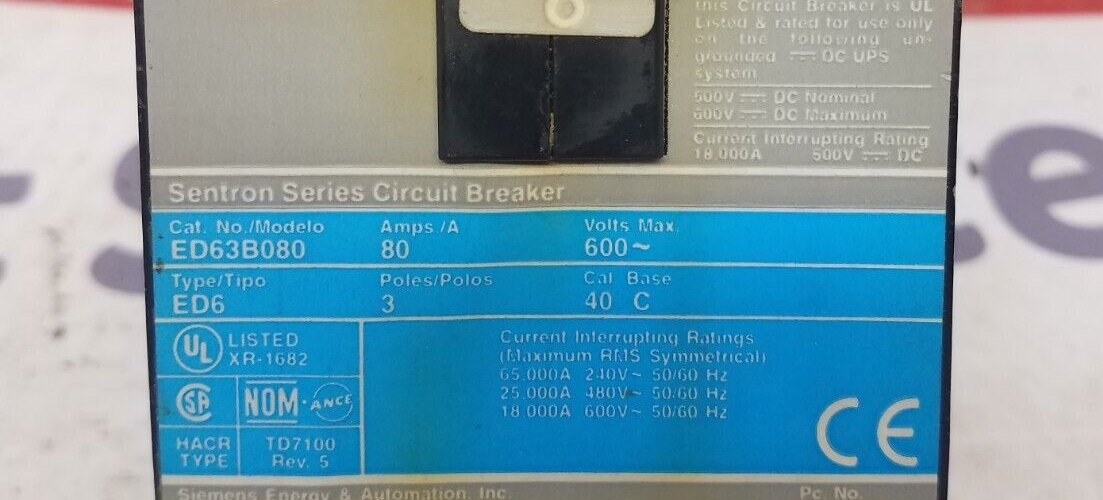 this Circuit Breaker is UL
Listed & rated for use only
on the following un-
grounded ⎓ DC UPS
system
500V ⎓ DC Nominal
600V ⎓ DC Maximum
Current Interrupting Rating
18,000A 500V ⎓ DC
Sentron Series Circuit Breaker
Cat. No./Modelo Amps /A Volts Max.
ED63B080 80 600~
Type/Tipo Poles/Polos Cal Base
ED6 3 40 C
UL LISTED
XR-1682
SA NOM·ANCE
HACR TYPE
TD7100
Rev. 5
Current Interrupting Ratings
(Maximum RMS Symmetrical)
65,000A 240V~ 50/60 Hz
25,000A 480V~ 50/60 Hz
18,000A 600V~ 50/60 Hz
CE
Siemens Energy & Automation, Inc. Pc. No.